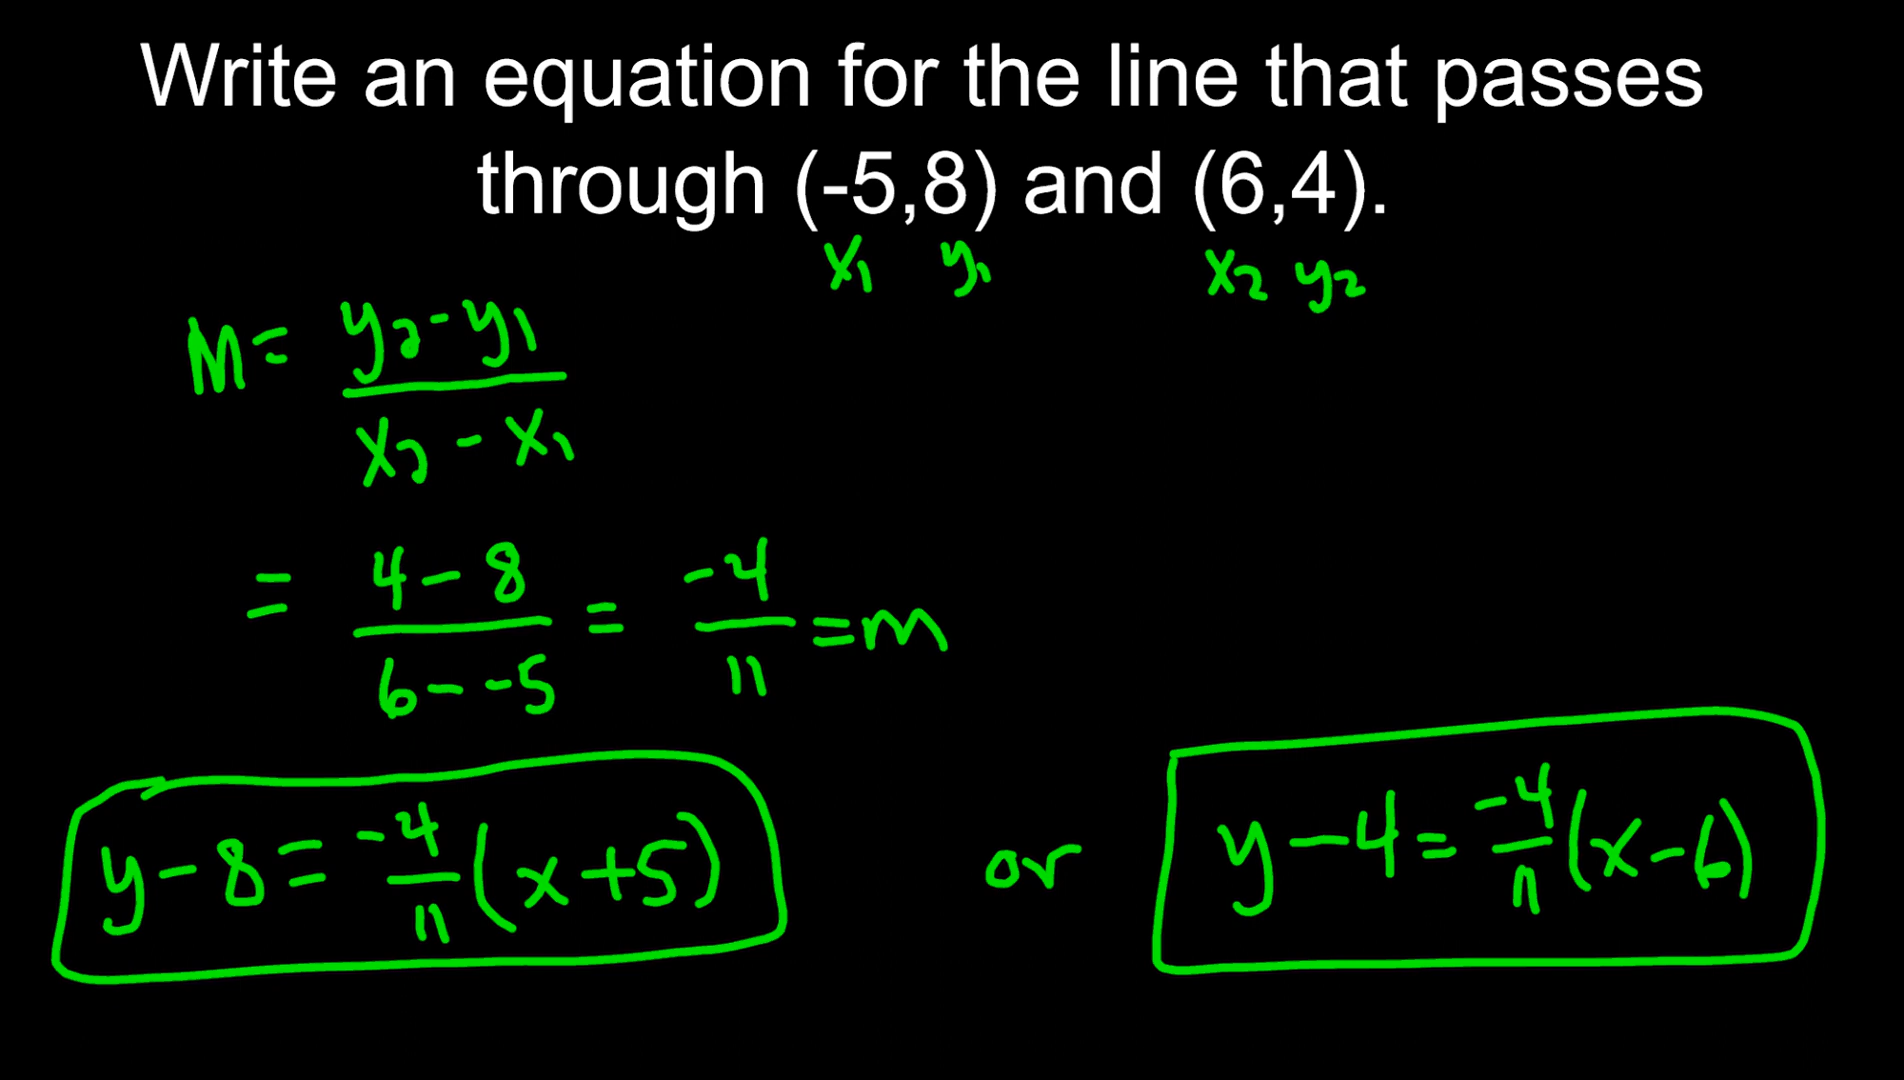 Write an equation for the line that passes
through (-5,8) and (6,4).
x₁ y₁ x₂ y₂
M = (y₂ - y₁)/(x₂ - x₁)
= (4 - 8)/(6 - -5) = -4/11 = m
y - 8 = -4/11 (x + 5) or y - 4 = -4/11 (x - 6)